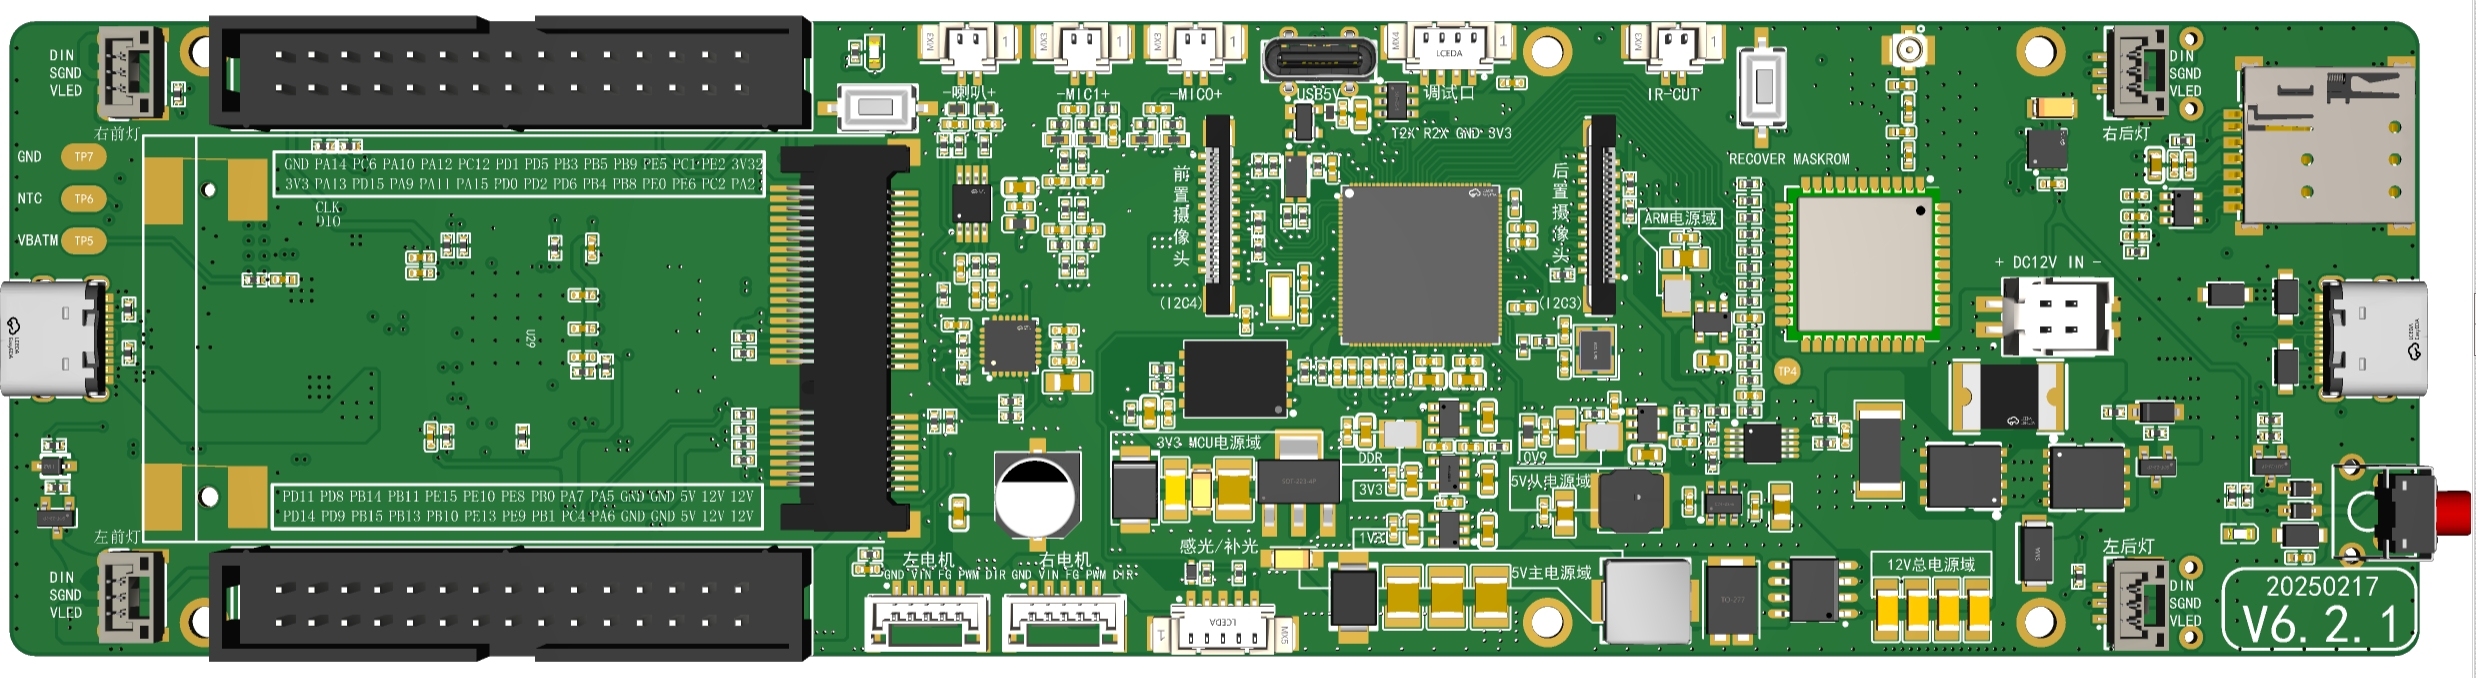 DIN
SGND
VLED
右前灯
GND
TP7
NTC
TP6
VBATM
TP5
GND PA14 PC6 PA10 PA12 PC12 PD1 PD5 PB3 PB5 PB9 PE5 PC1 PE2 3V3
3V3 PA13 PD15 PA9 PA11 PA15 PD0 PD2 PD6 PB4 PB8 PE0 PE6 PC2 PA2
CLK
DIO
U29
PD11 PD8 PB14 PB11 PE15 PE10 PE8 PB0 PA7 PA5 GND GND 5V 12V 12V
PD14 PD9 PB15 PB13 PB10 PE13 PE9 PB1 PC4 PA6 GND GND 5V 12V 12V
左前灯
DIN
SGND
VLED
MX3
1
-喇叭+
MX3
1
-MIC1+
MX3
1
-MIC0+
USB5V
MX4
LCEDA
1
调试口
T2X R2X GND 3V3
MX3
1
IR-CUT
RECOVER MASKROM
前置摄像头
(I2C4)
后置摄像头
(I2C3)
ARM电源域
TP4
+ DC12V IN -
DIN
SGND
VLED
右后灯
3V3 MCU电源域
DDR
3V3
1V8
0V9
5V从电源域
5V主电源域
12V总电源域
TO-277
左电机
GND VIN FG PWM DIR
右电机
GND VIN FG PWM DIR
感光/补光
1
LCEDA
MX5
左后灯
DIN
SGND
VLED
20250217
V6.2.1